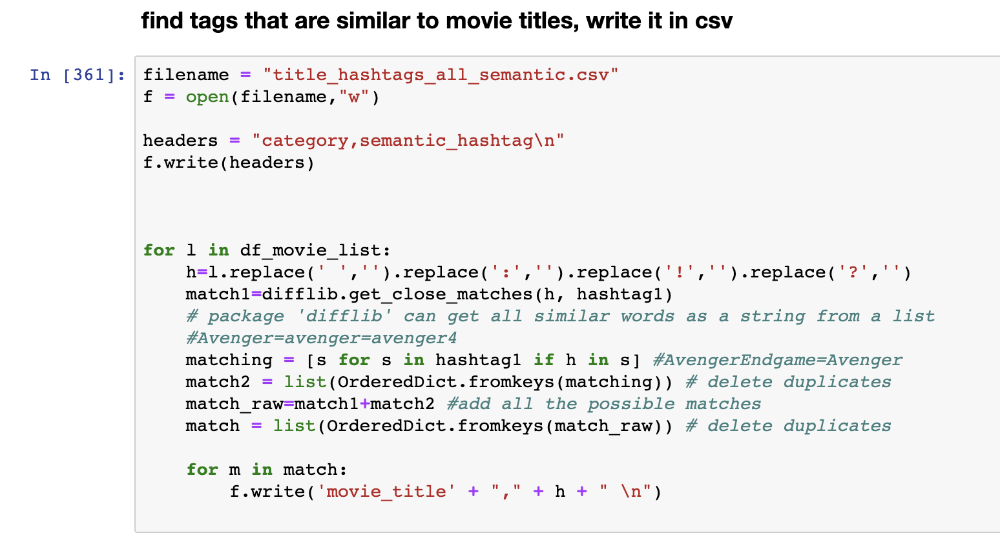 find tags that are similar to movie titles, write it in csv
In [361]: filename = "title_hashtags_all_semantic.csv"
f = open(filename,"w")
headers = "category,semantic_hashtag\n"
f.write(headers)
for l in df_movie_list:
h=l.replace(' ','').replace(':','').replace('!','').replace('?','')
match1=difflib.get_close_matches(h, hashtag1)
# package 'difflib' can get all similar words as a string from a list
#Avenger=avenger=avenger4
matching = [s for s in hashtag1 if h in s] #AvengerEndgame=Avenger
match2 = list(OrderedDict.fromkeys(matching)) # delete duplicates
match_raw=match1+match2 #add all the possible matches
match = list(OrderedDict.fromkeys(match_raw)) # delete duplicates
for m in match:
f.write('movie_title' + "," + h + " \n")